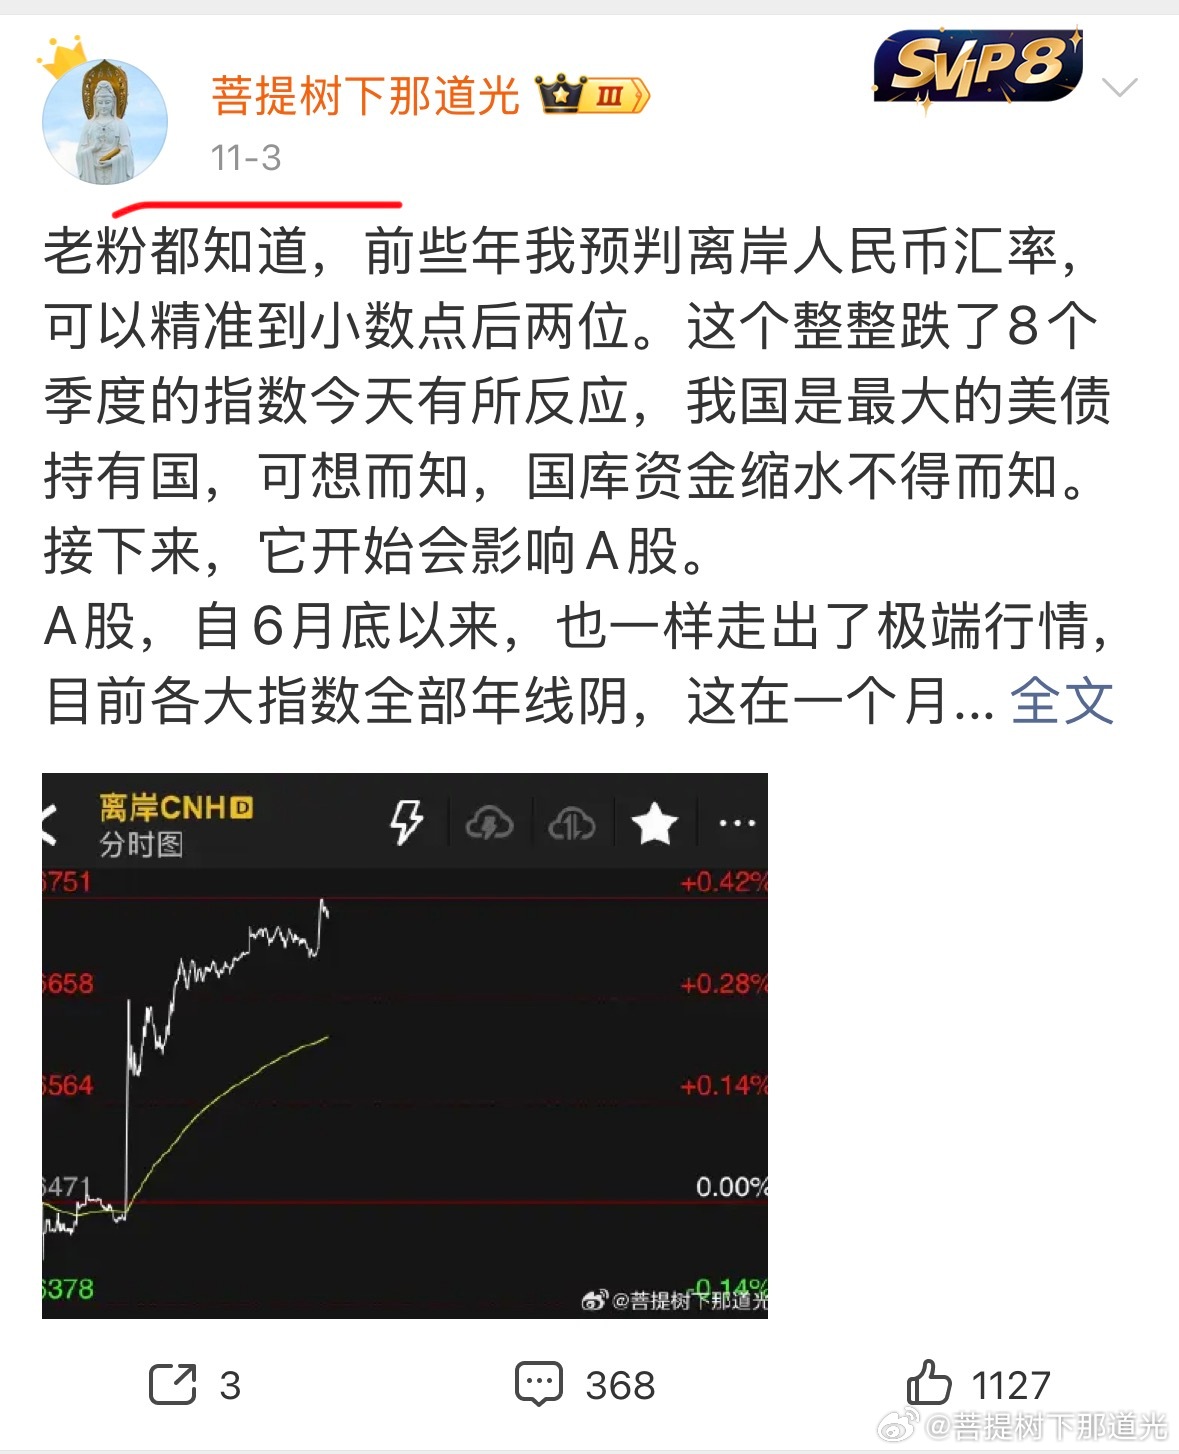 菩提树下那道光 III
SVIP8
11-3
老粉都知道，前些年我预判离岸人民币汇率，
可以精准到小数点后两位。这个整整跌了8个
季度的指数今天有所反应，我国是最大的美债
持有国，可想而知，国库资金缩水不得而知。
接下来，它开始会影响A股。
A股，自6月底以来，也一样走出了极端行情，
目前各大指数全部年线阴，这在一个月... 全文
离岸CNH D
分时图
6751 +0.42%
6658 +0.28%
6564 +0.14%
6471 0.00%
6378 -0.14%
@菩提树下那道光
3 368 1127
@菩提树下那道光